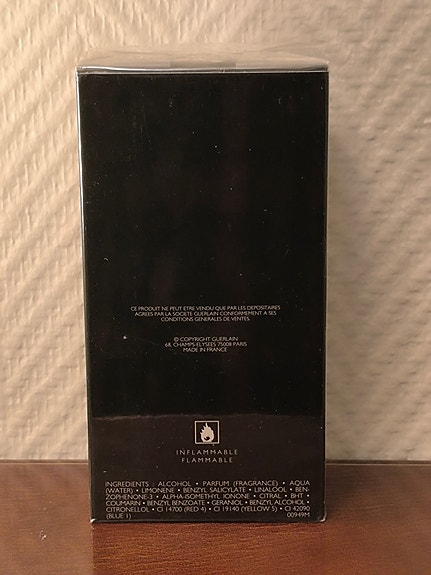 CE PRODUIT NE PEUT ETRE VENDU QUE PAR LES DEPOSITAIRES
AGREES PAR LA SOCIETE GUERLAIN CONFORMEMENT A SES
CONDITIONS GENERALES DE VENTES.
© COPYRIGHT GUERLAIN
68, CHAMPS-ELYSEES 75008 PARIS
MADE IN FRANCE
INFLAMMABLE
FLAMMABLE
INGREDIENTS : ALCOHOL • PARFUM (FRAGRANCE) • AQUA
(WATER) • LIMONENE • BENZYL SALICYLATE • LINALOOL • BEN-
ZOPHENONE-3 • ALPHA-ISOMETHYL IONONE • CITRAL • BHT •
COUMARIN • BENZYL BENZOATE • GERANIOL • BENZYL ALCOHOL •
CITRONELLOL • CI 14700 (RED 4) • CI 19140 (YELLOW 5) • CI 42090
(BLUE 1) 00949M